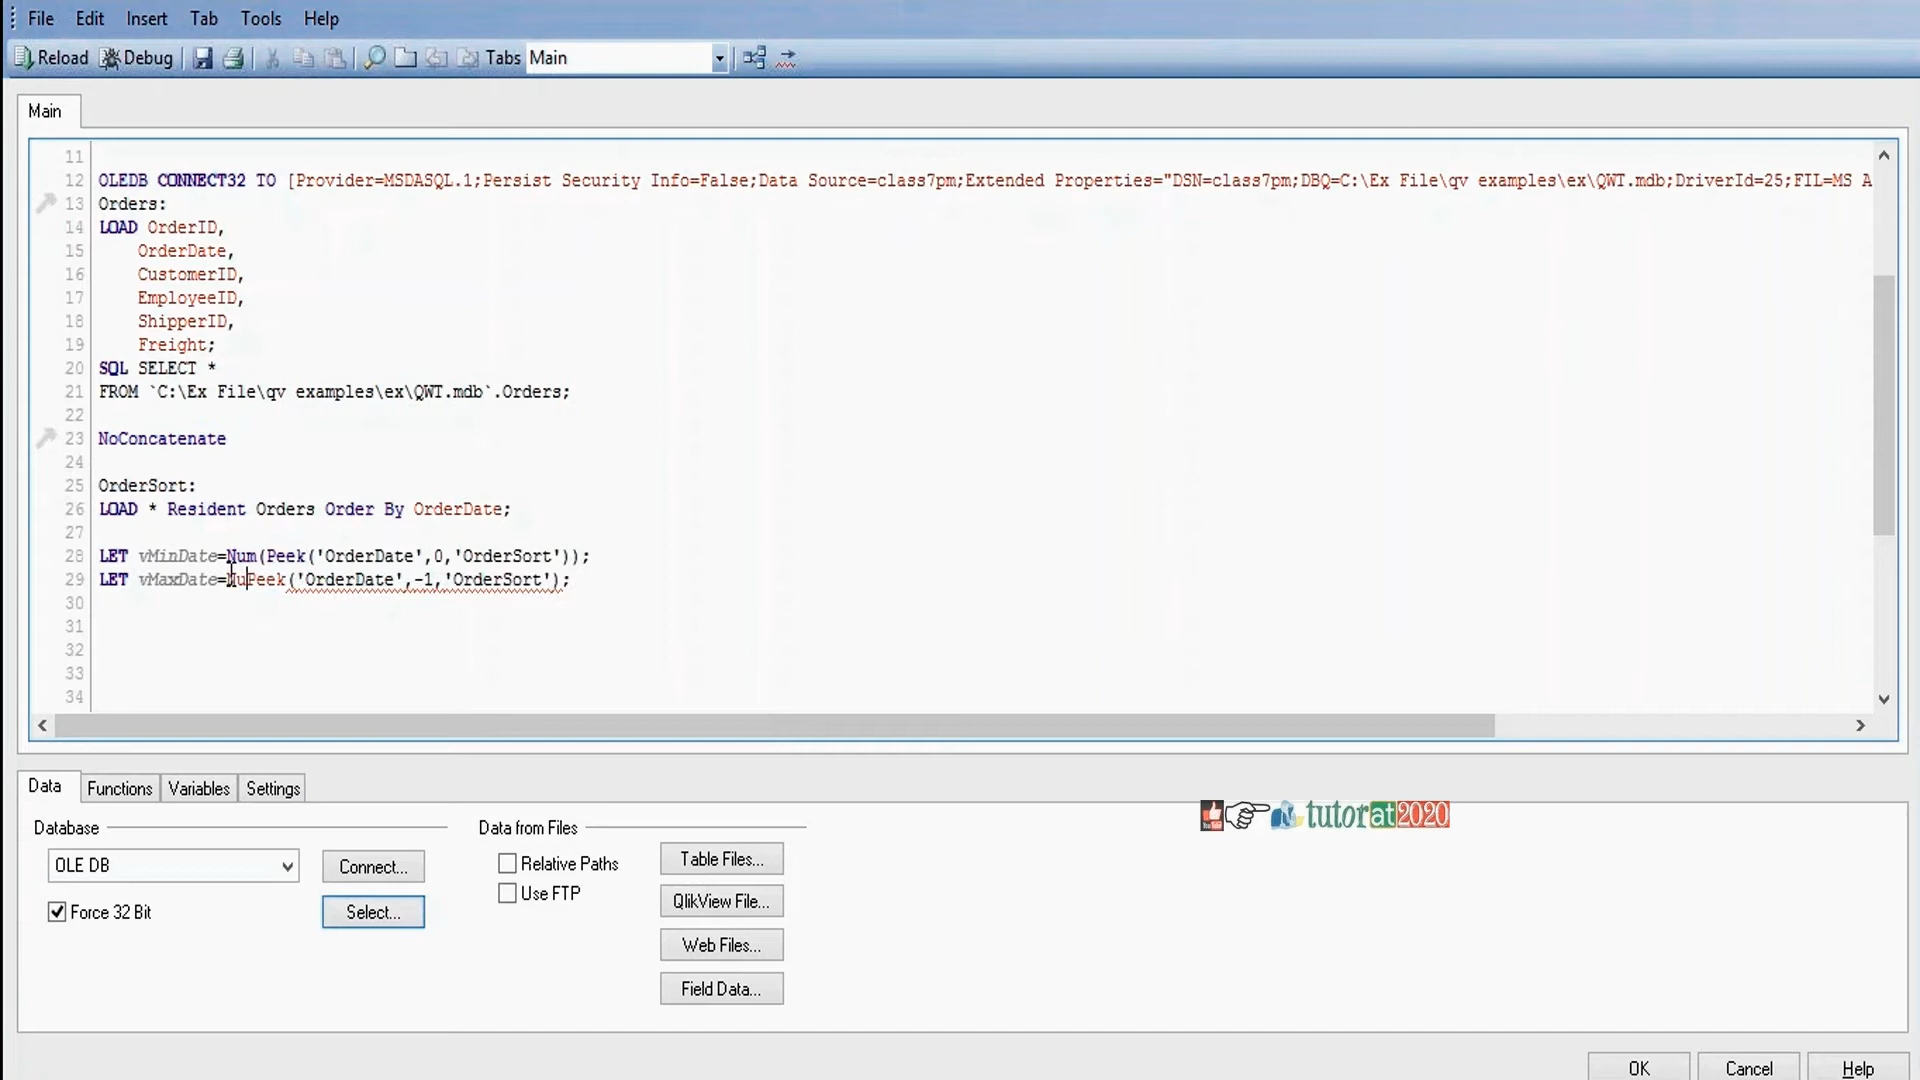 File Edit Insert Tab Tools Help
Reload Debug Tabs Main
Main
11
12 OLEDB CONNECT32 TO [Provider=MSDASQL.1;Persist Security Info=False;Data Source=class7pm;Extended Properties="DSN=class7pm;DBQ=C:\Ex File\qv examples\ex\QWT.mdb;DriverId=25;FIL=MS A
13 Orders:
14 LOAD OrderID,
15 OrderDate,
16 CustomerID,
17 EmployeeID,
18 ShipperID,
19 Freight;
20 SQL SELECT *
21 FROM `C:\Ex File\qv examples\ex\QWT.mdb`.Orders;
22
23 NoConcatenate
24
25 OrderSort:
26 LOAD * Resident Orders Order By OrderDate;
27
28 LET vMinDate=Num(Peek('OrderDate',0,'OrderSort'));
29 LET vMaxDate=NuPeek('OrderDate',-1,'OrderSort');
30
31
32
33
34
Data Functions Variables Settings
Database
OLE DB
Connect...
Force 32 Bit
Select...
Data from Files
Relative Paths
Use FTP
Table Files...
QlikView File...
Web Files...
Field Data...
tutorat2020
OK Cancel Help